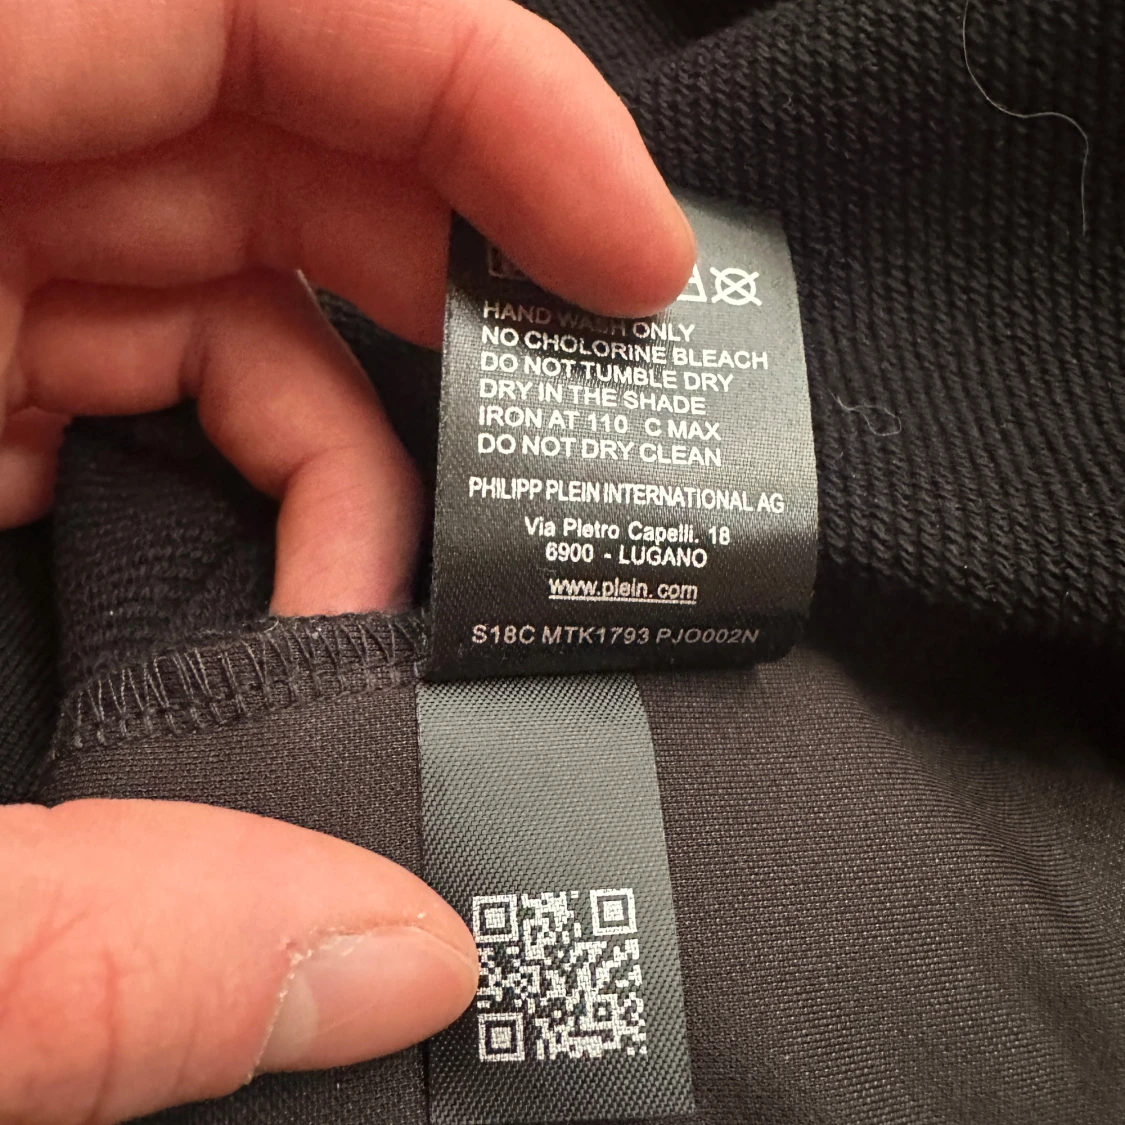 HAND WASH ONLY
NO CHOLORINE BLEACH
DO NOT TUMBLE DRY
DRY IN THE SHADE
IRON AT 110 C MAX
DO NOT DRY CLEAN
PHILIPP PLEIN INTERNATIONAL AG
Via Pletro Capelli. 18
6900 - LUGANO
www.plein.com
S18C MTK1793 PJO002N